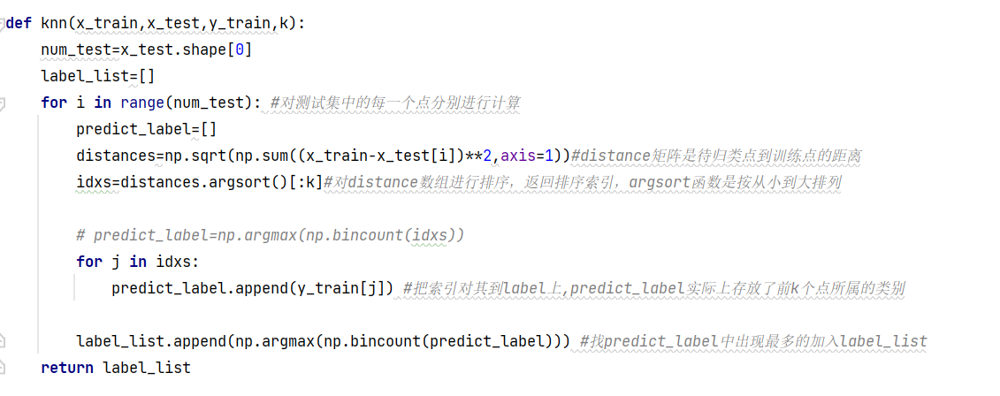 def knn(x_train,x_test,y_train,k):
    num_test=x_test.shape[0]
    label_list=[]
    for i in range(num_test): #对测试集中的每一个点分别进行计算
        predict_label=[]
        distances=np.sqrt(np.sum((x_train-x_test[i])**2,axis=1))#distance矩阵是待归类点到训练点的距离
        idxs=distances.argsort()[:k]#对distance数组进行排序，返回排序索引，argsort函数是按从小到大排列
        # predict_label=np.argmax(np.bincount(idxs))
        for j in idxs:
            predict_label.append(y_train[j]) #把索引对其到label上,predict_label实际上存放了前k个点所属的类别
        label_list.append(np.argmax(np.bincount(predict_label))) #找predict_label中出现最多的加入label_list
    return label_list